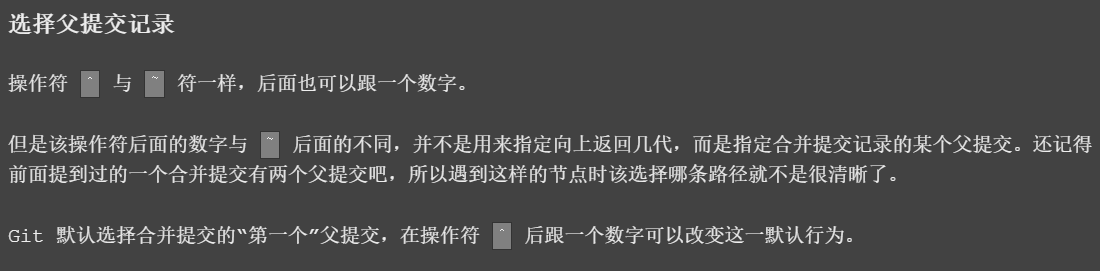 选择父提交记录
操作符 ^ 与 ~ 符一样，后面也可以跟一个数字。
但是该操作符后面的数字与 ~ 后面的不同，并不是用来指定向上返回几代，而是指定合并提交记录的某个父提交。还记得
前面提到过的一个合并提交有两个父提交吧，所以遇到这样的节点时该选择哪条路径就不是很清晰了。
Git 默认选择合并提交的“第一个”父提交，在操作符 ^ 后跟一个数字可以改变这一默认行为。